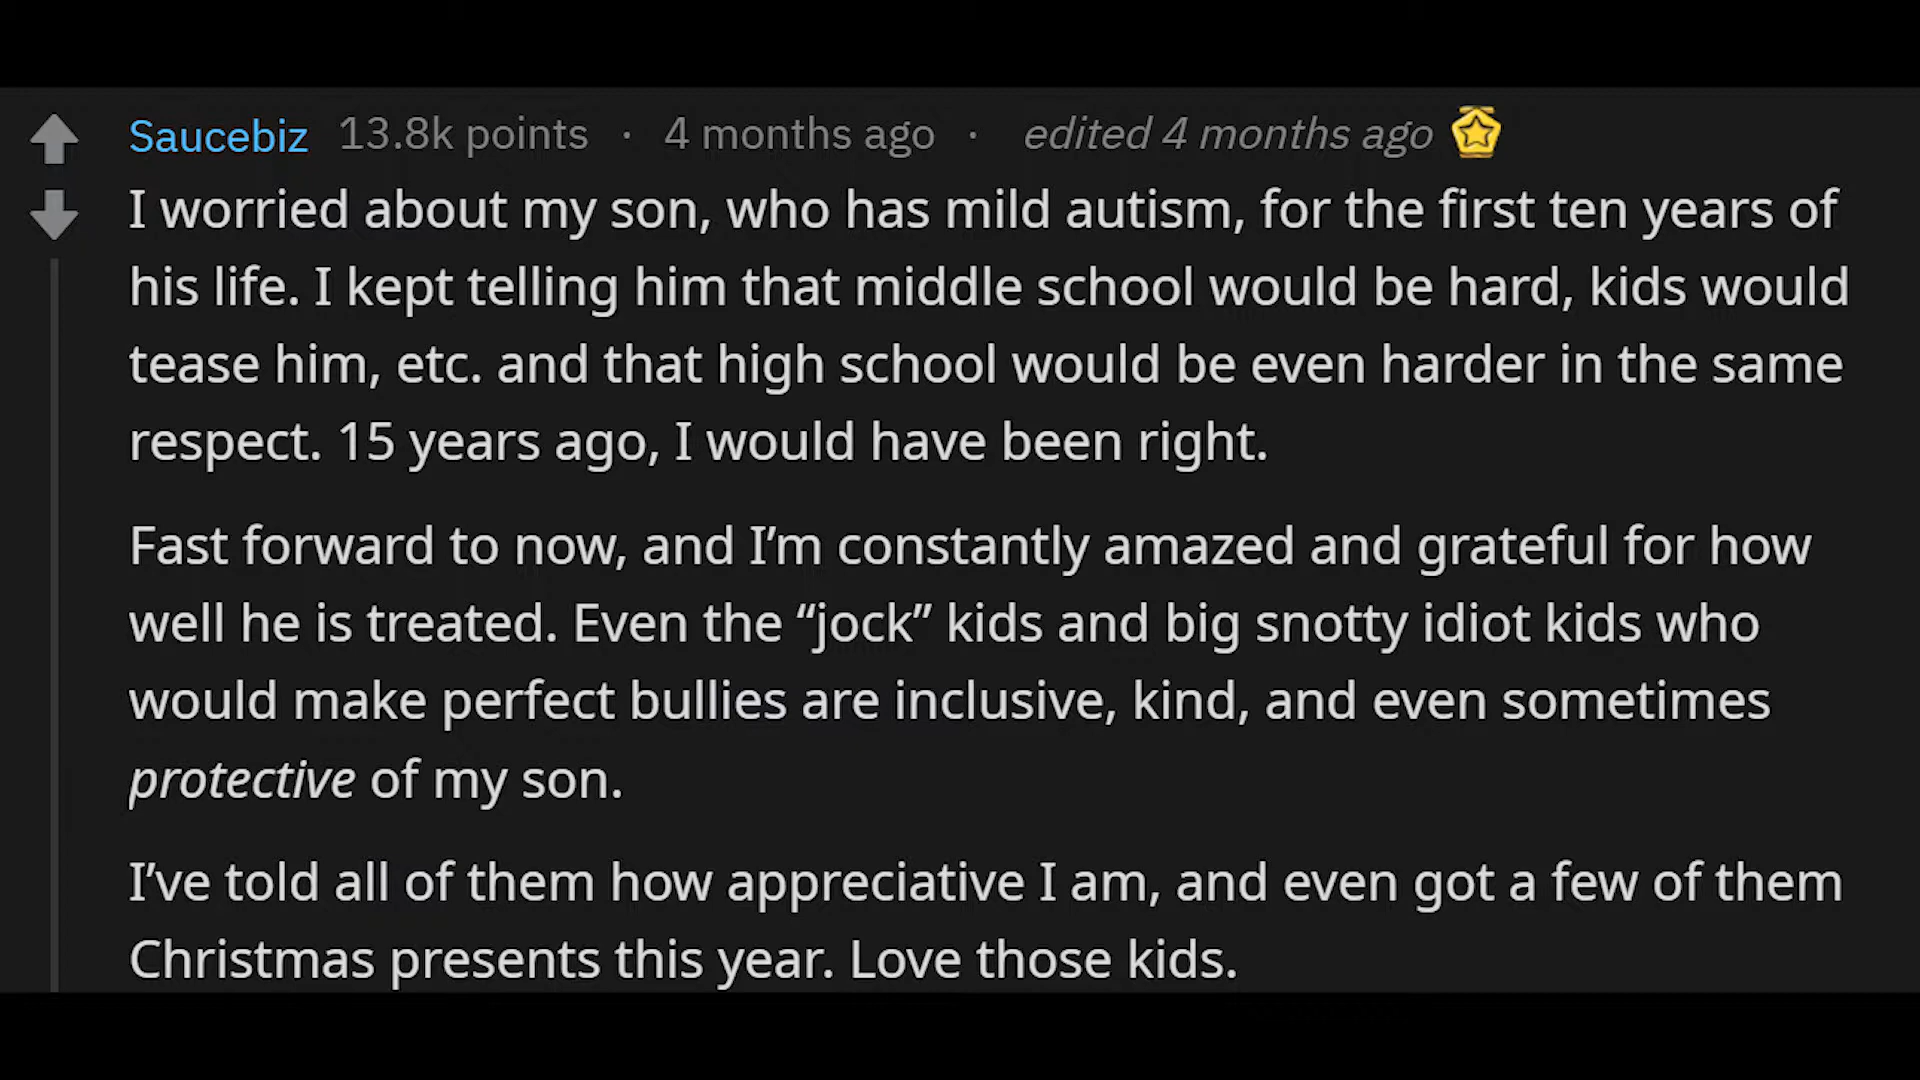 Saucebiz 13.8k points · 4 months ago · edited 4 months ago
I worried about my son, who has mild autism, for the first ten years of
his life. I kept telling him that middle school would be hard, kids would
tease him, etc. and that high school would be even harder in the same
respect. 15 years ago, I would have been right.
Fast forward to now, and I’m constantly amazed and grateful for how
well he is treated. Even the “jock” kids and big snotty idiot kids who
would make perfect bullies are inclusive, kind, and even sometimes
protective of my son.
I’ve told all of them how appreciative I am, and even got a few of them
Christmas presents this year. Love those kids.